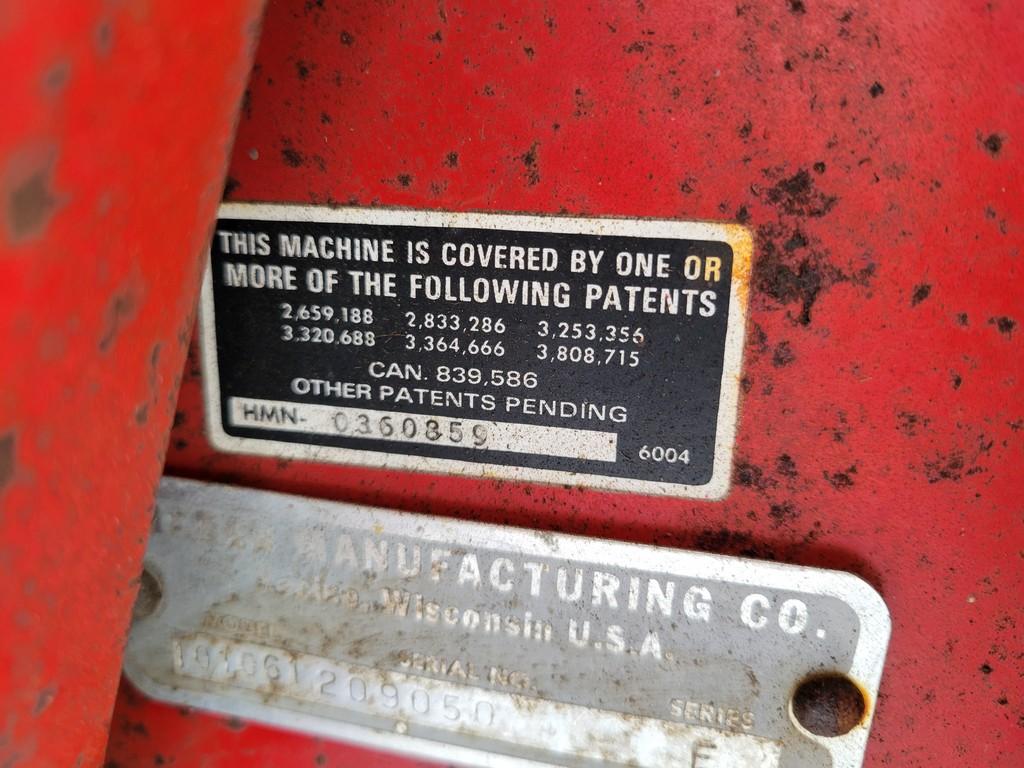 THIS MACHINE IS COVERED BY ONE OR
MORE OF THE FOLLOWING PATENTS
2,659,188 2,833,286 3,253,356
3,320,688 3,364,666 3,808,715
CAN. 839,586
OTHER PATENTS PENDING
HMN- 0360859
6004
MANUFACTURING CO.
Wisconsin U.S.A.
MODEL SERIAL NO. SERIES
209050